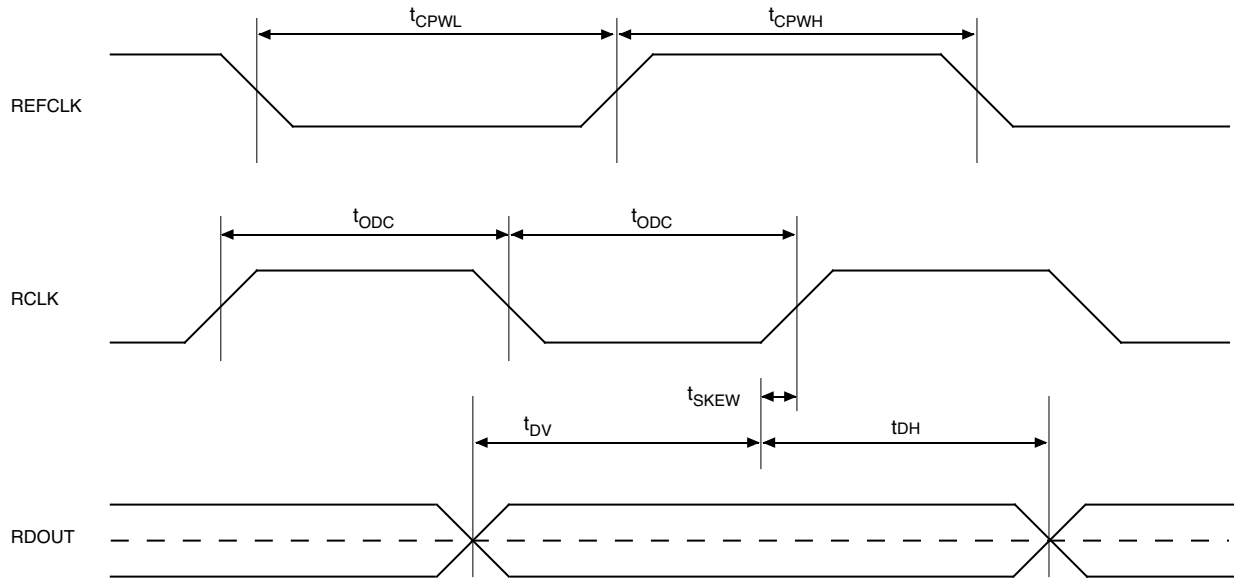 tCPWL
tCPWH
REFCLK
tODC
tODC
RCLK
tSKEW
tDV
tDH
RDOUT